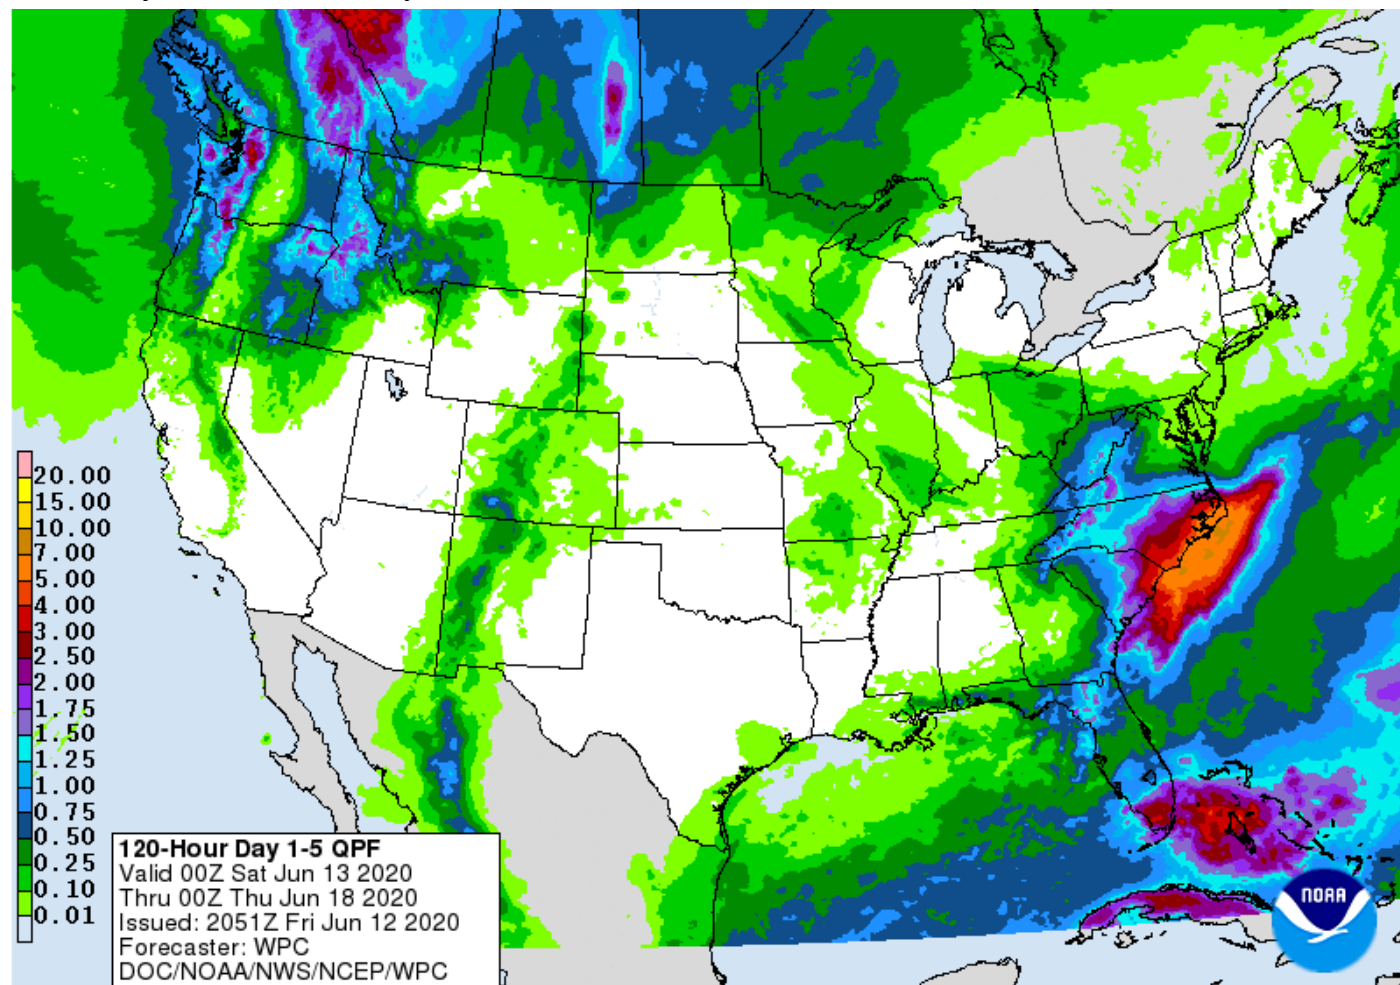 20.00
15.00
10.00
7.00
5.00
4.00
3.00
2.50
2.00
1.75
1.50
1.25
1.00
0.75
0.50
0.25
0.10
0.01
120-Hour Day 1-5 QPF
Valid 00Z Sat Jun 13 2020
Thru 00Z Thu Jun 18 2020
Issued: 2051Z Fri Jun 12 2020
Forecaster: WPC
DOC/NOAA/NWS/NCEP/WPC
NOAA